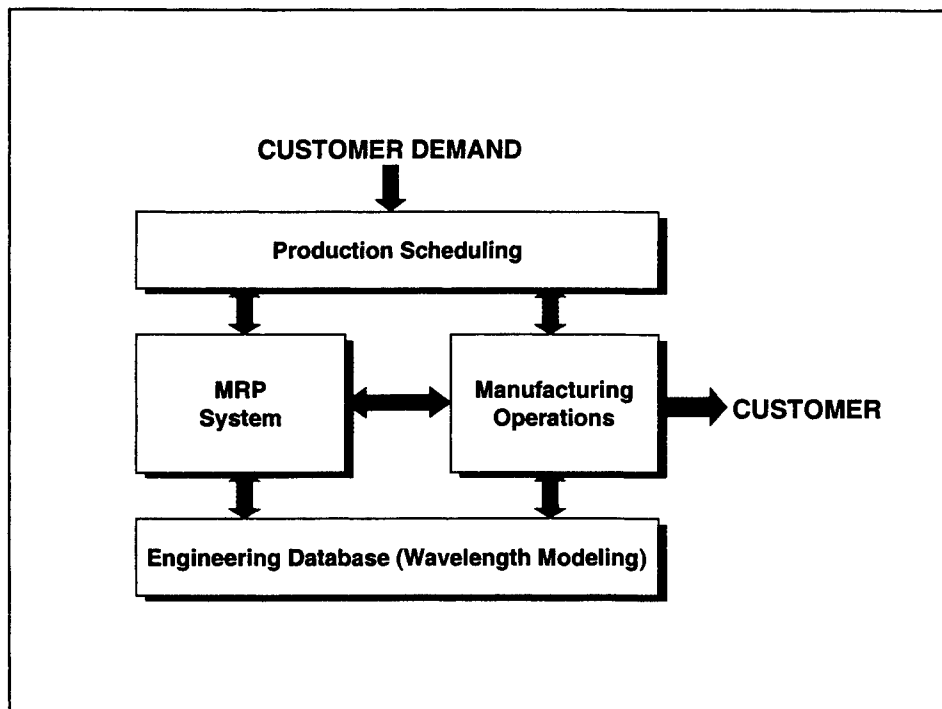 CUSTOMER DEMAND
Production Scheduling
MRP
System
Manufacturing
Operations
CUSTOMER
Engineering Database (Wavelength Modeling)